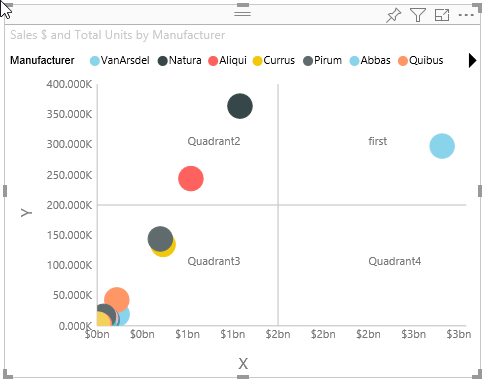 Sales $ and Total Units by Manufacturer
Manufacturer VanArsdel Natura Aliqui Currus Pirum Abbas Quibus
400.000K
350.000K
300.000K
250.000K
200.000K
150.000K
100.000K
50.000K
0.000K
Y
Quadrant2 first
Quadrant3 Quadrant4
$0bn $0bn $1bn $1bn $2bn $2bn $2bn $3bn $3bn
X